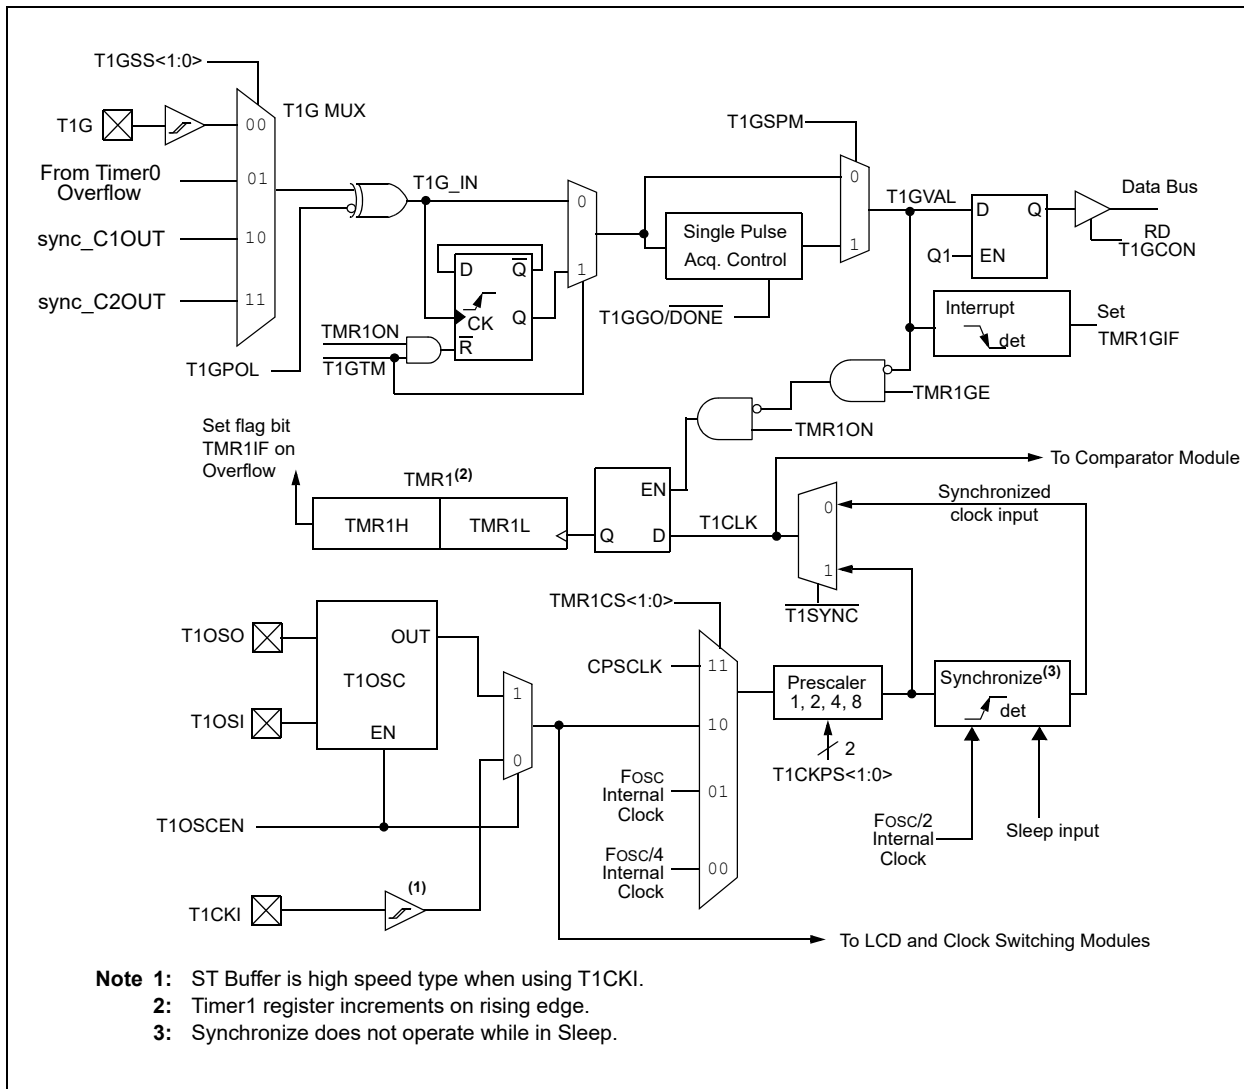 T1GSS<1:0>
T1G
00
T1G MUX
From Timer0
Overflow
01
sync_C1OUT
10
sync_C2OUT
11
T1GPOL
T1G_IN
0
1
D
Q
CK
Q
R
TMR1ON
T1GTM
T1GSPM
0
1
Single Pulse
Acq. Control
T1GGO/DONE
T1GVAL
D
Q
Q1
EN
Data Bus
RD
T1GCON
Interrupt
det
Set
TMR1GIF
TMR1GE
TMR1ON
Set flag bit
TMR1IF on
Overflow
TMR1(2)
TMR1H
TMR1L
EN
Q
D
T1CLK
To Comparator Module
0
1
Synchronized
clock input
T1SYNC
TMR1CS<1:0>
T1OSO
OUT
T1OSC
T1OSI
EN
1
0
T1OSCEN
(1)
T1CKI
CPSCLK
11
10
FOSC
Internal
Clock
01
FOSC/4
Internal
Clock
00
Prescaler
1, 2, 4, 8
2
T1CKPS<1:0>
Synchronize(3)
det
FOSC/2
Internal
Clock
Sleep input
To LCD and Clock Switching Modules
Note 1: ST Buffer is high speed type when using T1CKI.
2: Timer1 register increments on rising edge.
3: Synchronize does not operate while in Sleep.